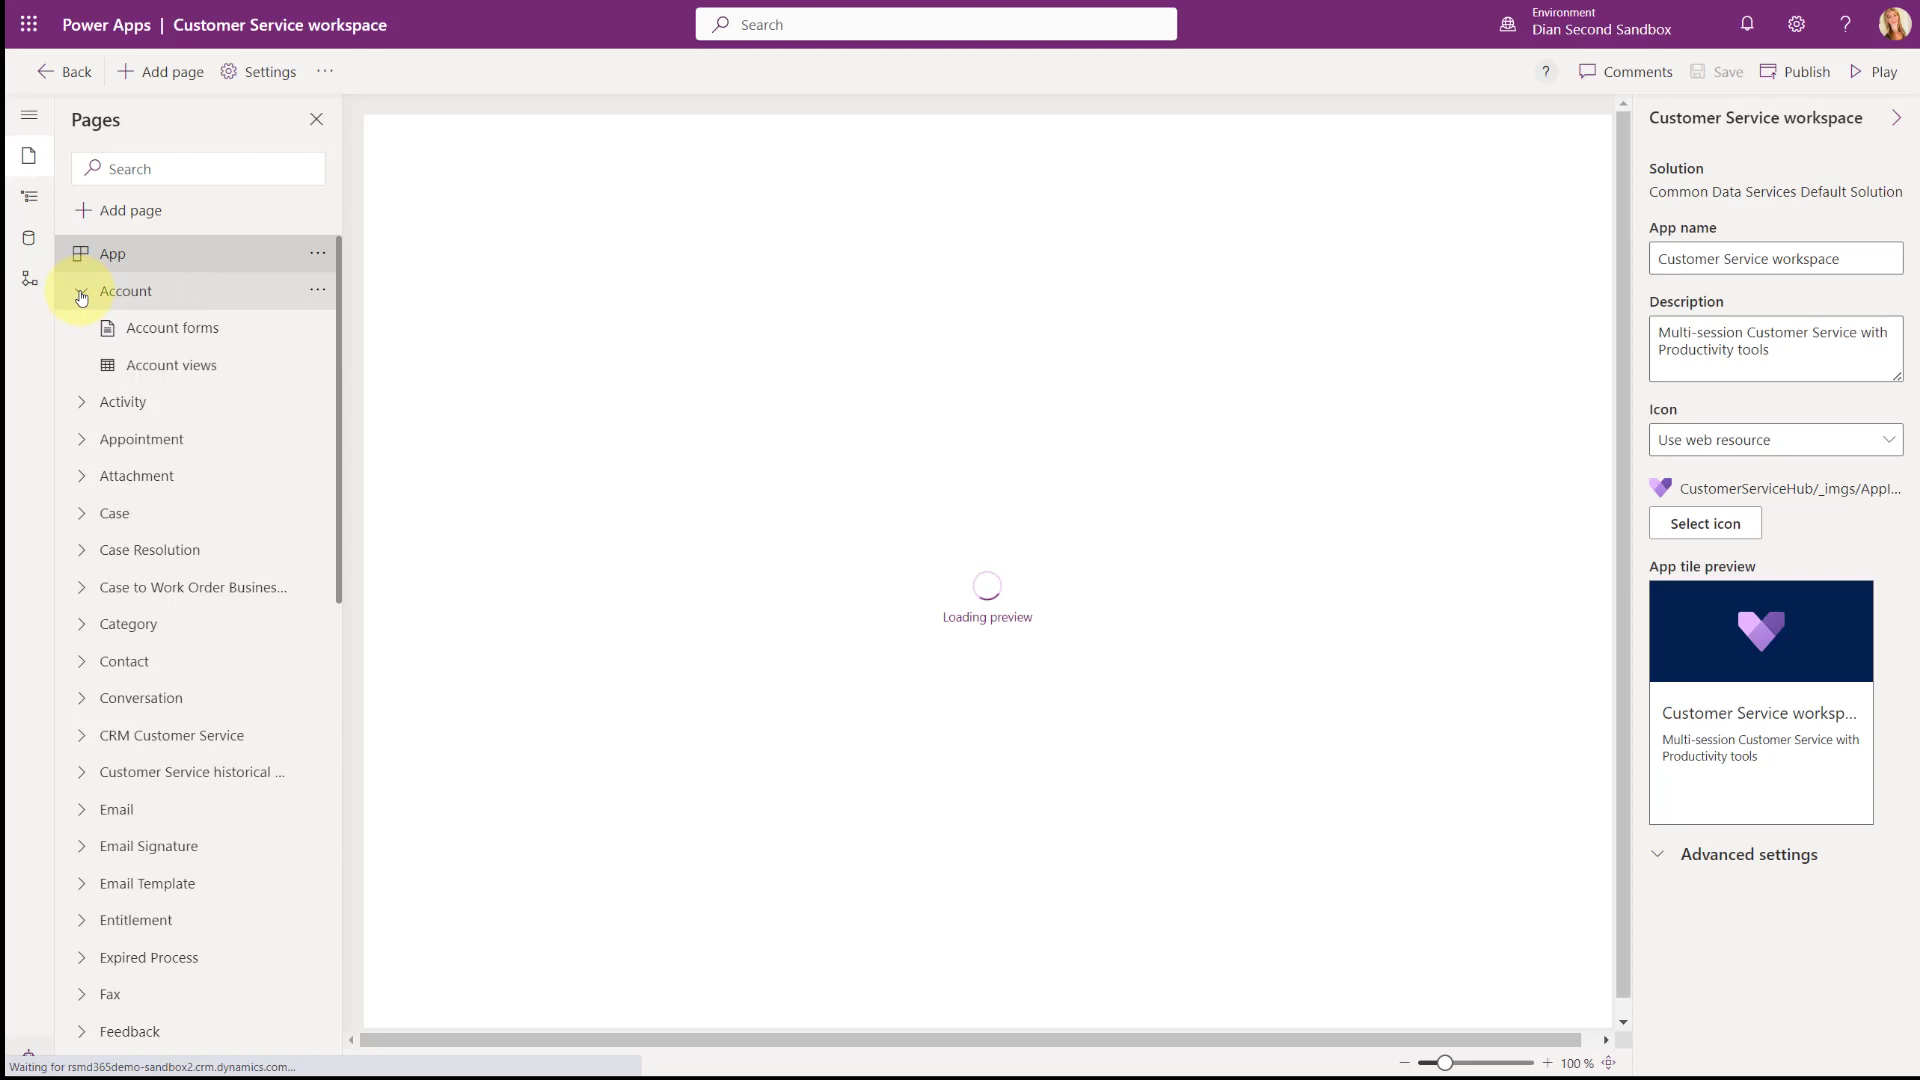 Power Apps | Customer Service workspace
Search
Environment
Dian Second Sandbox
?
Back
Add page
Settings
...
?
Comments
Save
Publish
Play
Pages
Search
Add page
App
...
Account
...
Account forms
Account views
Activity
Appointment
Attachment
Case
Case Resolution
Case to Work Order Busines...
Category
Contact
Conversation
CRM Customer Service
Customer Service historical ...
Email
Email Signature
Email Template
Entitlement
Expired Process
Fax
Feedback
Waiting for rsmd365demo-sandbox2.crm.dynamics.com...
Loading preview
100 %
Customer Service workspace
Solution
Common Data Services Default Solution
App name
Customer Service workspace
Description
Multi-session Customer Service with
Productivity tools
Icon
Use web resource
CustomerServiceHub/_imgs/AppI...
Select icon
App tile preview
Customer Service worksp...
Multi-session Customer Service with
Productivity tools
Advanced settings